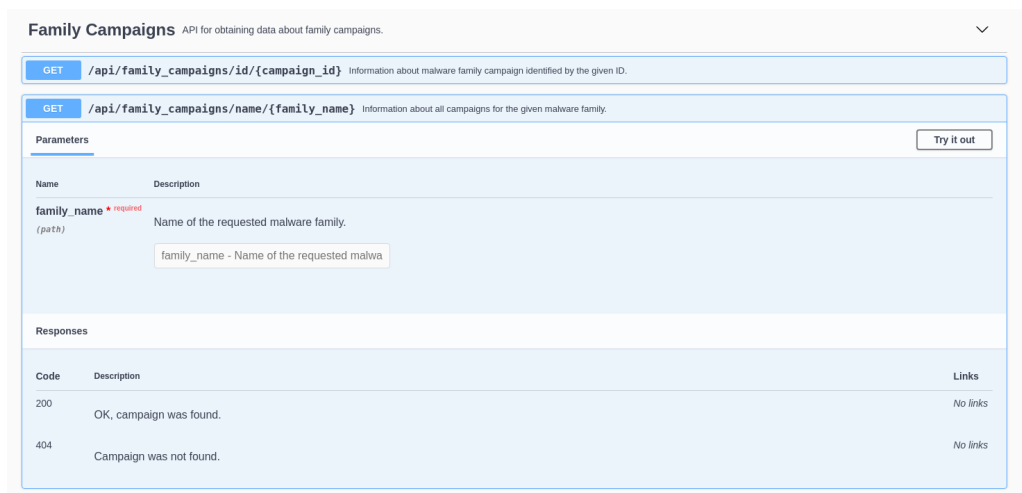 Family Campaigns API for obtaining data about family campaigns.
GET /api/family_campaigns/id/{campaign_id} Information about malware family campaign identified by the given ID.
GET /api/family_campaigns/name/{family_name} Information about all campaigns for the given malware family.
Parameters Try it out
Name Description
family_name * required
(path)
Name of the requested malware family.
family_name - Name of the requested malwa
Responses
Code Description Links
200 OK, campaign was found. No links
404 Campaign was not found. No links